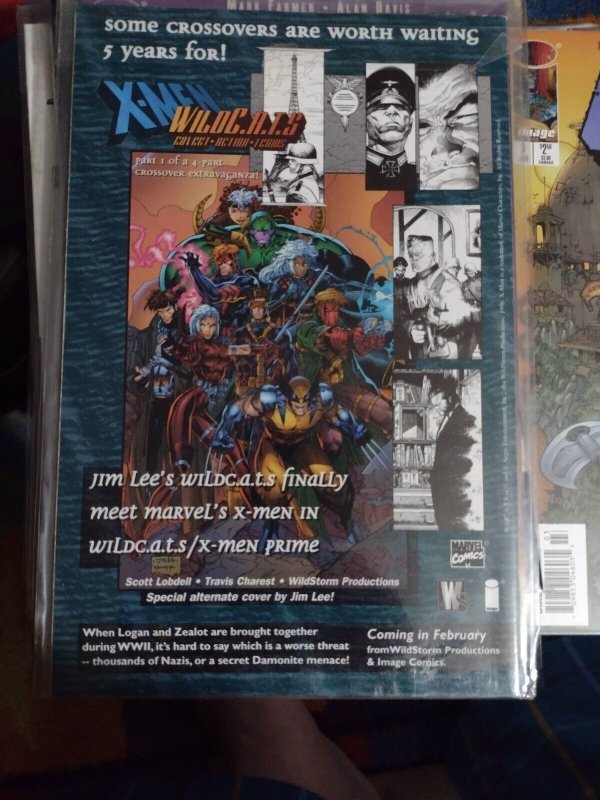 MARK FARMER • ALAN DAVIS
some CROSSOVERS ARE WORTH WAITING
5 YEARS FOR!
X-MEN
WILDC.A.T.S
COVERT•ACTION•TEAMS
PART 1 OF A 4-PART
CROSSOVER EXTRAVAGANZA!
JIM Lee's WILDC.A.T.S finally
meet marvel's x-men IN
WILDC.A.T.S/X-MEN PRIME
Scott Lobdell • Travis Charest • WildStorm Productions
Special alternate cover by Jim Lee!
MARVEL
COMICS
WS
When Logan and Zealot are brought together
during WWII, it's hard to say which is a worse threat
-- thousands of Nazis, or a secret Damonite menace!
Coming in February
fromWildStorm Productions
& Image Comics.
image
2